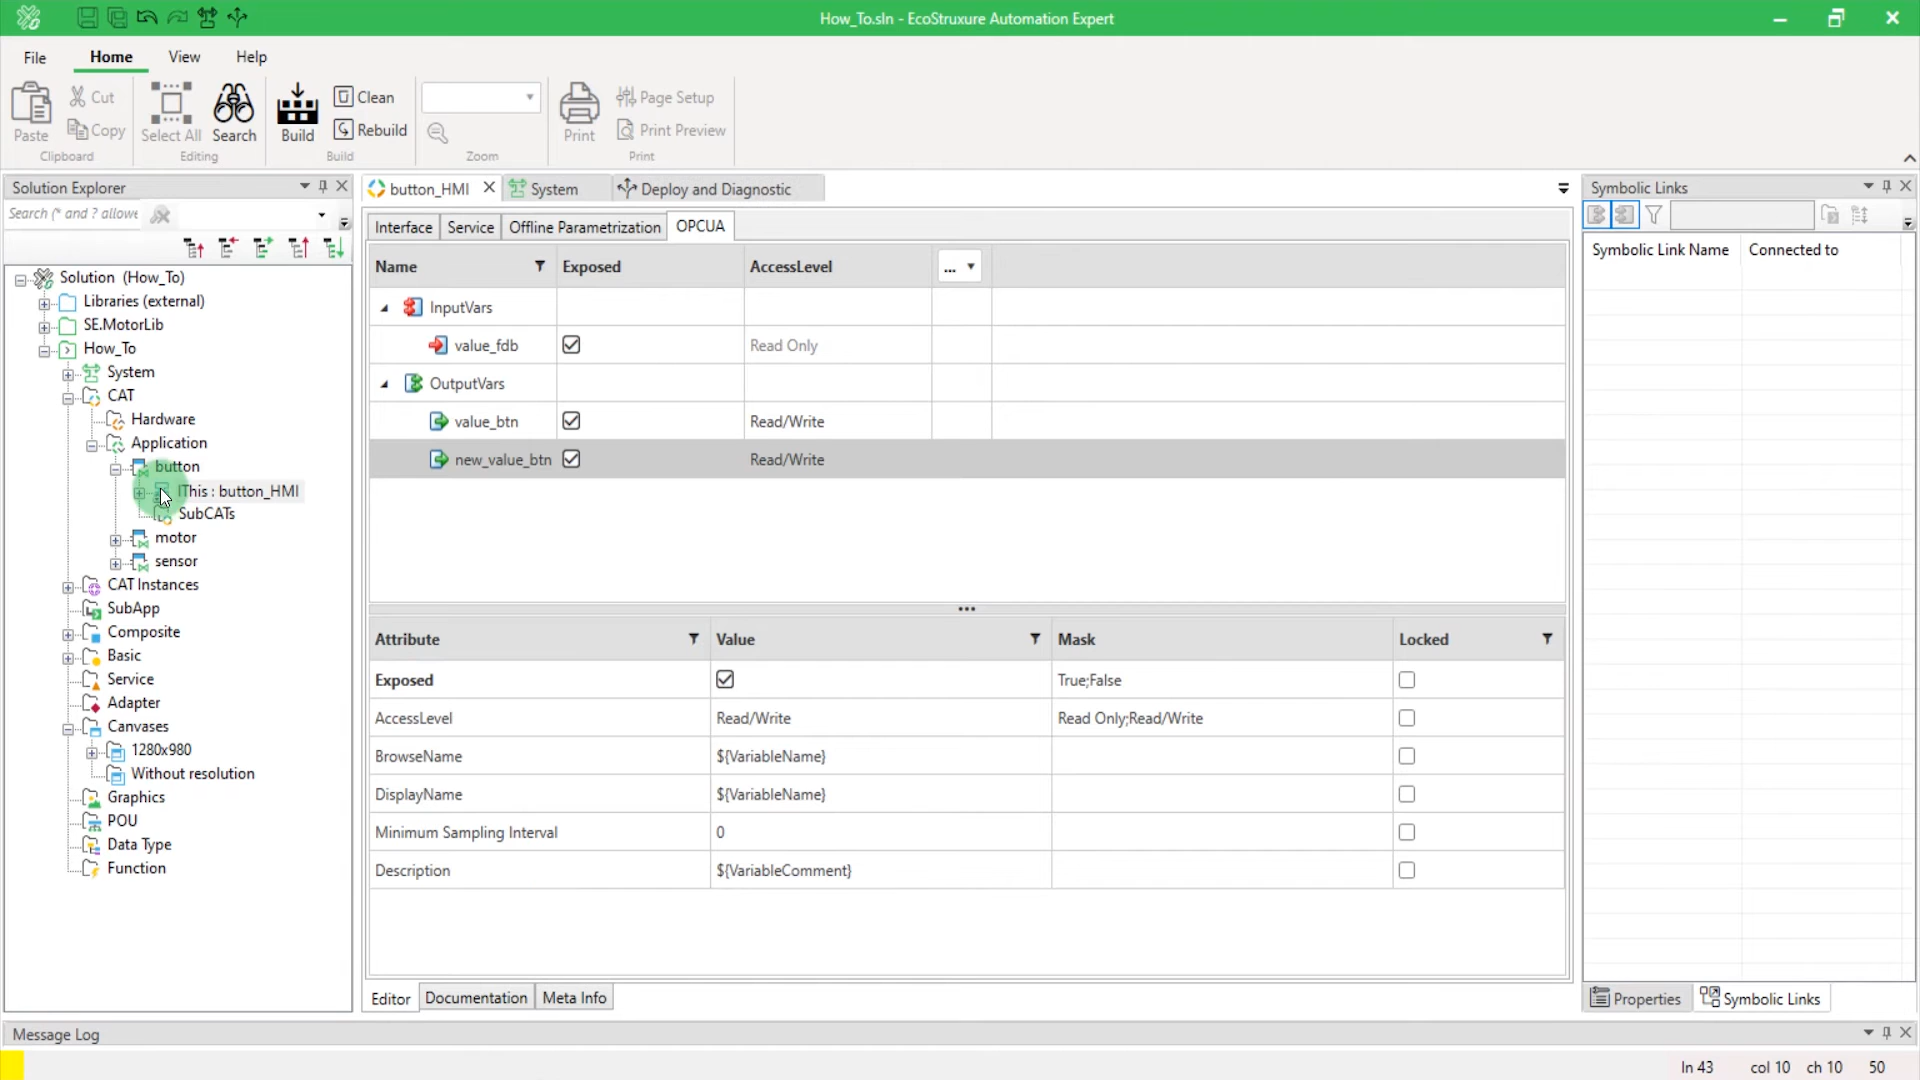 How_To.sln - EcoStruxure Automation Expert
File Home View Help
Paste Cut Copy Select All Search Build Clean Rebuild Print Page Setup Print Preview
Clipboard Editing Build Zoom Print
Solution Explorer
Search (* and ? allowe
Solution (How_To)
Libraries (external)
SE.MotorLib
How_To
System
CAT
Hardware
Application
button
IThis : button_HMI
SubCATs
motor
sensor
CAT Instances
SubApp
Composite
Basic
Service
Adapter
Canvases
1280x980
Without resolution
Graphics
POU
Data Type
Function
button_HMI System Deploy and Diagnostic
Interface Service Offline Parametrization OPCUA
Name Exposed AccessLevel ...
InputVars
value_fdb Read Only
OutputVars
value_btn Read/Write
new_value_btn Read/Write
Attribute Value Mask Locked
Exposed True;False
AccessLevel Read/Write Read Only;Read/Write
BrowseName ${VariableName}
DisplayName ${VariableName}
Minimum Sampling Interval 0
Description ${VariableComment}
Editor Documentation Meta Info
Symbolic Links
Symbolic Link Name Connected to
Properties Symbolic Links
Message Log
ln 43 col 10 ch 10 50